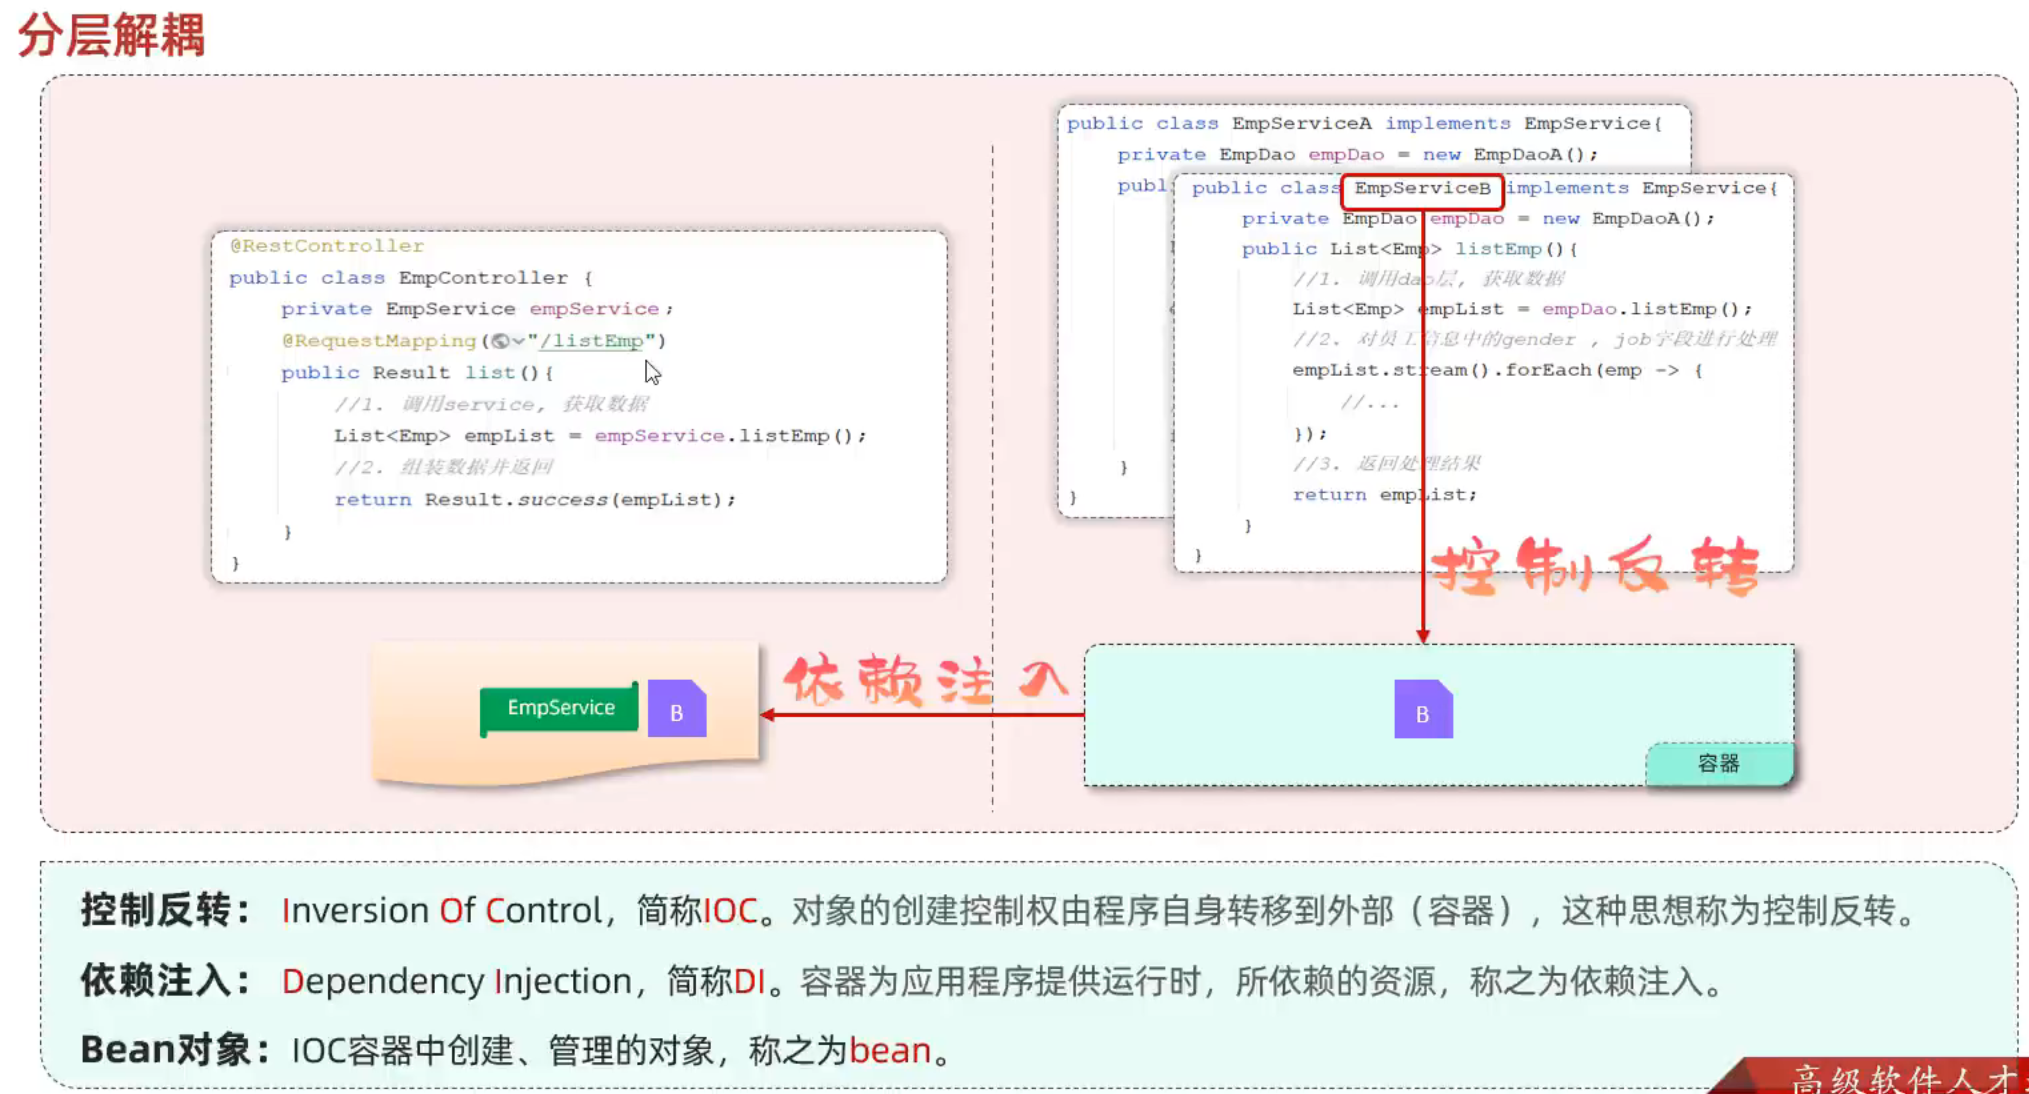 分层解耦
@RestController
public class EmpController {
private EmpService empService;
@RequestMapping("/listEmp")
public Result list(){
//1. 调用service, 获取数据
List<Emp> empList = empService.listEmp();
//2. 组装数据并返回
return Result.success(empList);
}
}
public class EmpServiceA implements EmpService{
private EmpDao empDao = new EmpDaoA();
publ
}
}
public class EmpServiceB implements EmpService{
private EmpDao empDao = new EmpDaoA();
public List<Emp> listEmp(){
//1. 调用dao层, 获取数据
List<Emp> empList = empDao.listEmp();
//2. 对员工信息中的gender , job字段进行处理
empList.stream().forEach(emp -> {
//...
});
//3. 返回处理结果
return empList;
}
}
控制反转
依赖注入
EmpService
B
B
容器
控制反转： Inversion Of Control，简称IOC。对象的创建控制权由程序自身转移到外部（容器），这种思想称为控制反转。
依赖注入： Dependency Injection，简称DI。容器为应用程序提供运行时，所依赖的资源，称之为依赖注入。
Bean对象：IOC容器中创建、管理的对象，称之为bean。
高级软件人才